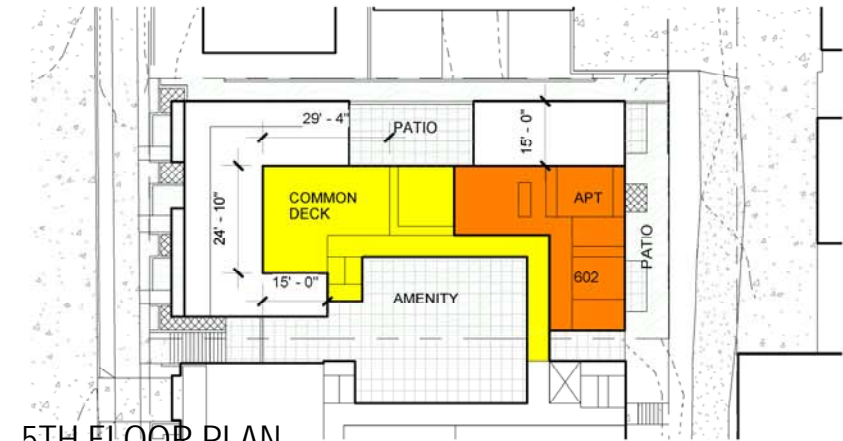 29' - 4"
PATIO
15' - 0"
COMMON
DECK
APT
24' - 10"
PATIO
602
15' - 0"
AMENITY
5TH FLOOR PLAN